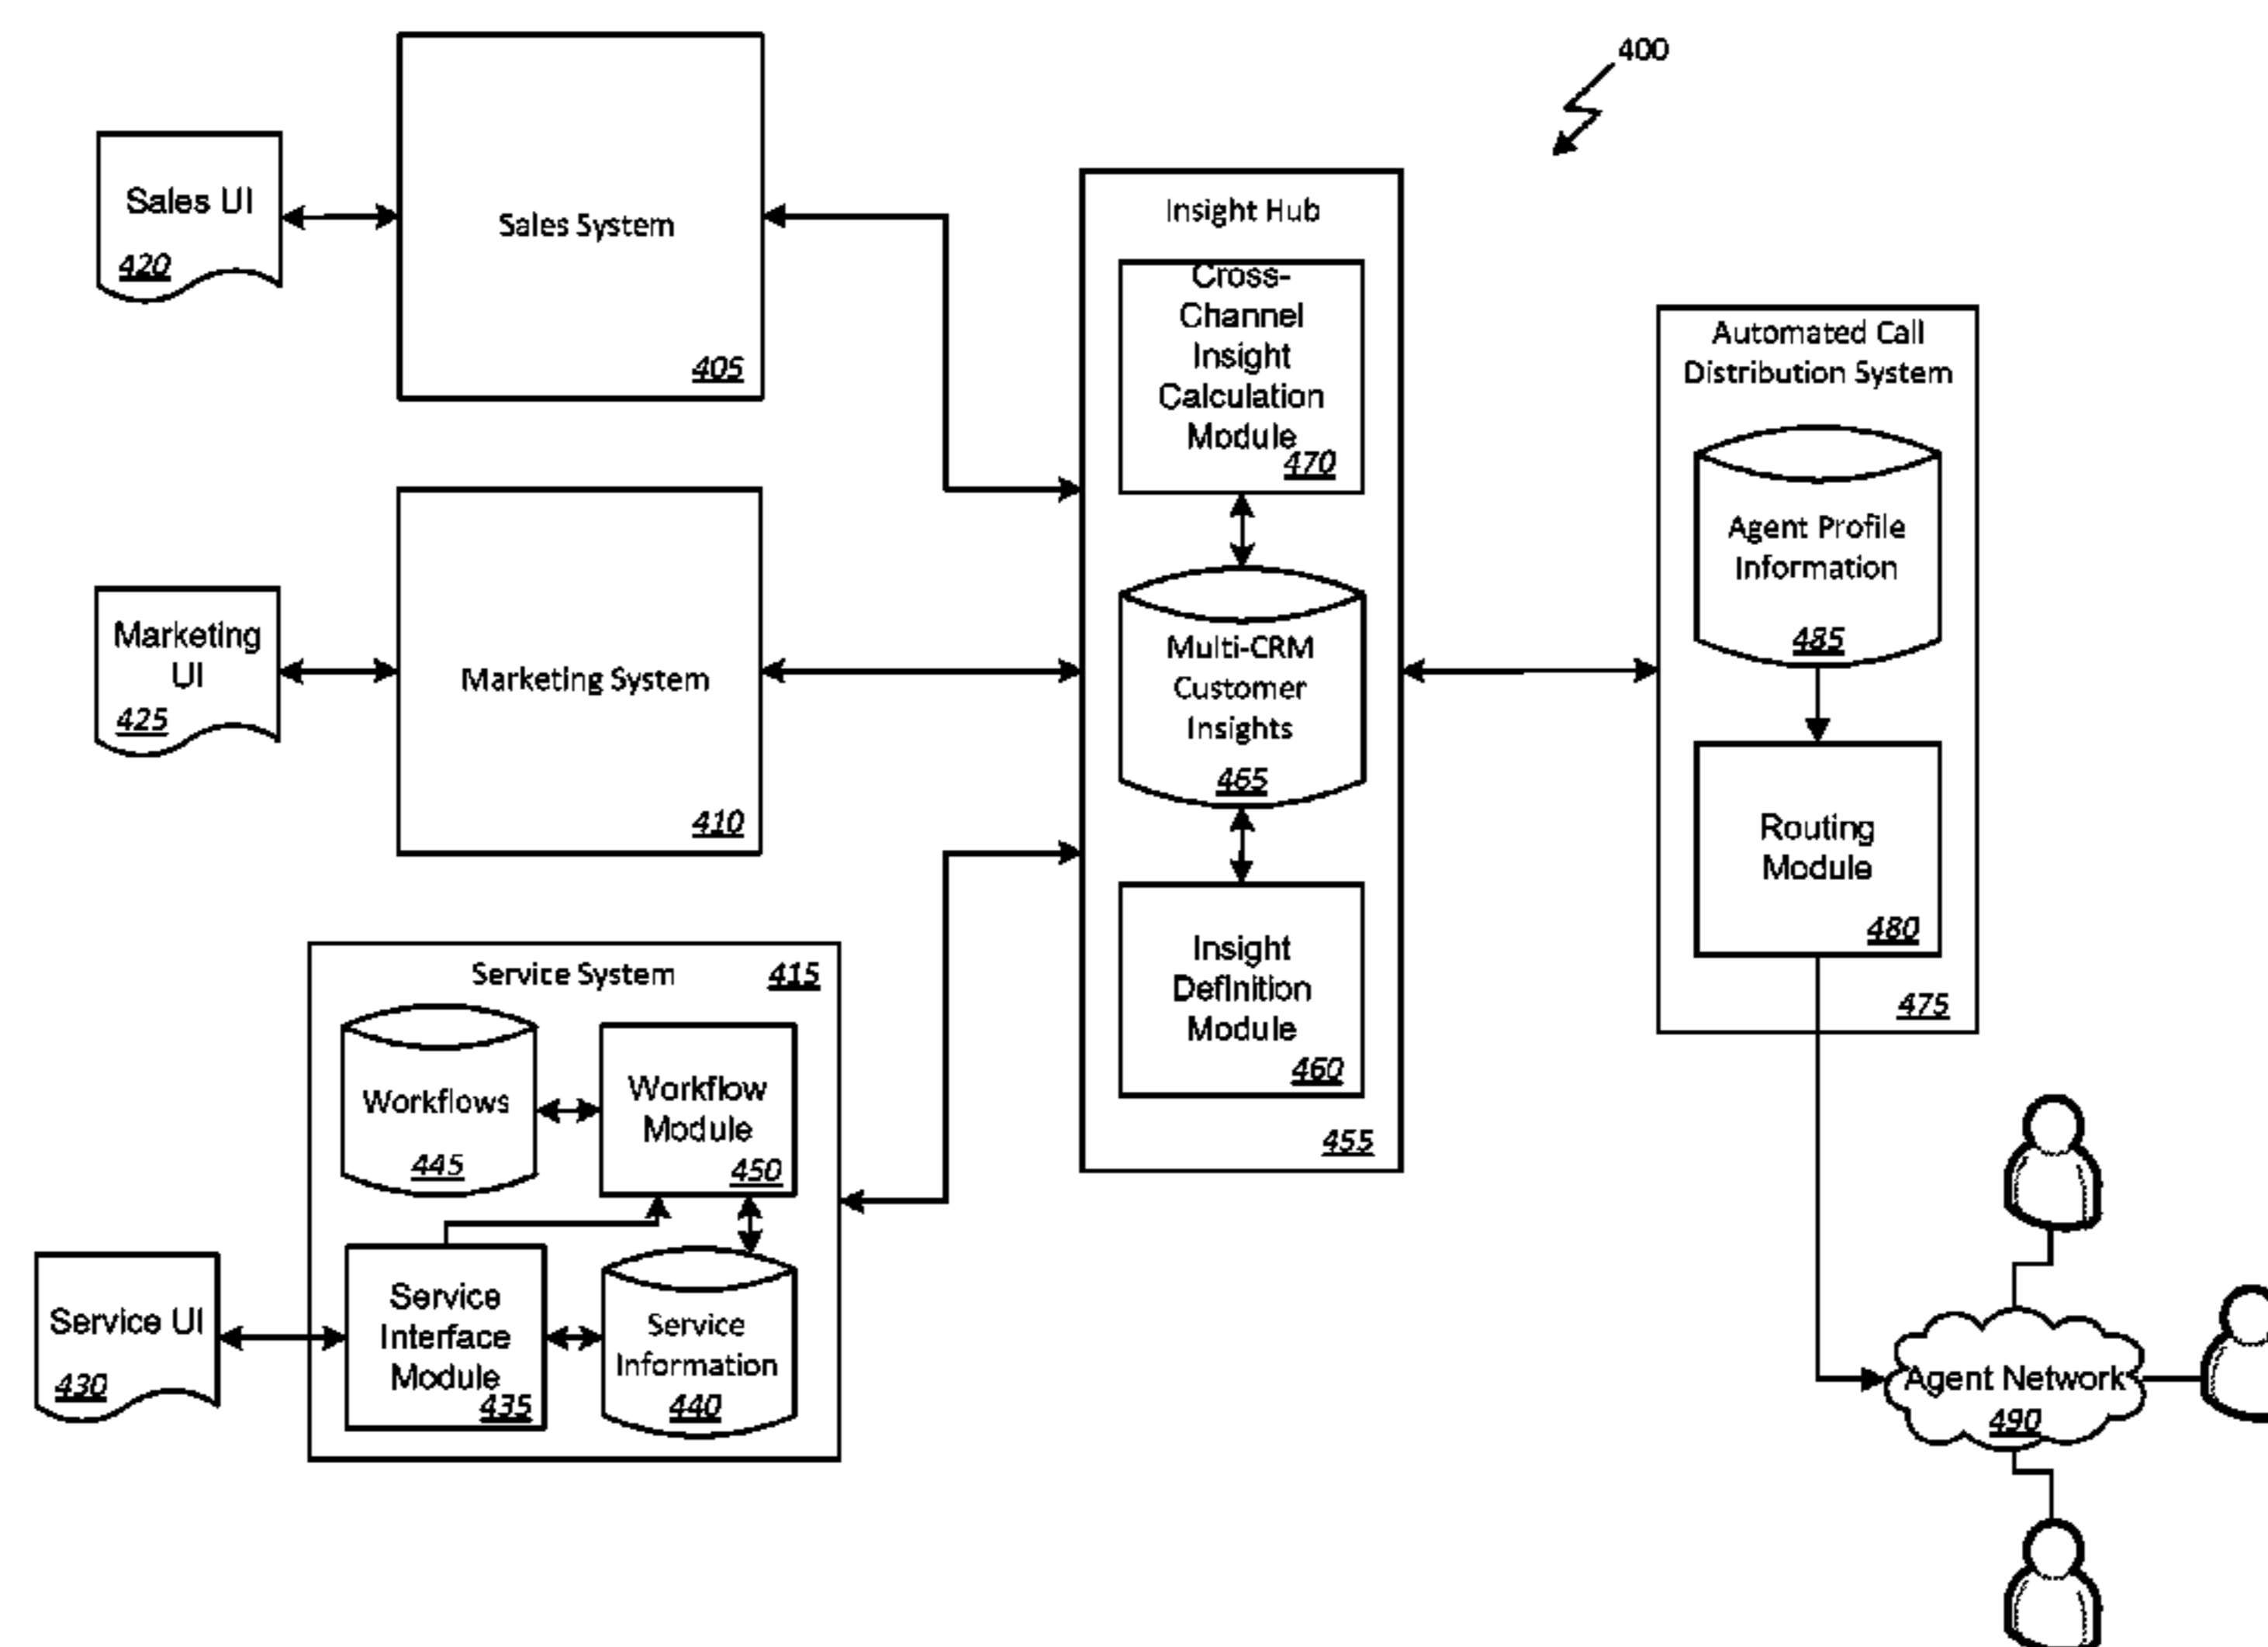 400
Sales UI
420
Sales System
405
Marketing
UI
425
Marketing System
410
Service System
415
Workflows
445
Workflow
Module
450
Service UI
430
Service
Interface
Module
435
Service
Information
440
Insight Hub
Cross-
Channel
Insight
Calculation
Module
470
Multi-CRM
Customer
Insights
465
Insight
Definition
Module
460
455
Automated Call
Distribution System
Agent Profile
Information
485
Routing
Module
480
475
Agent Network
490